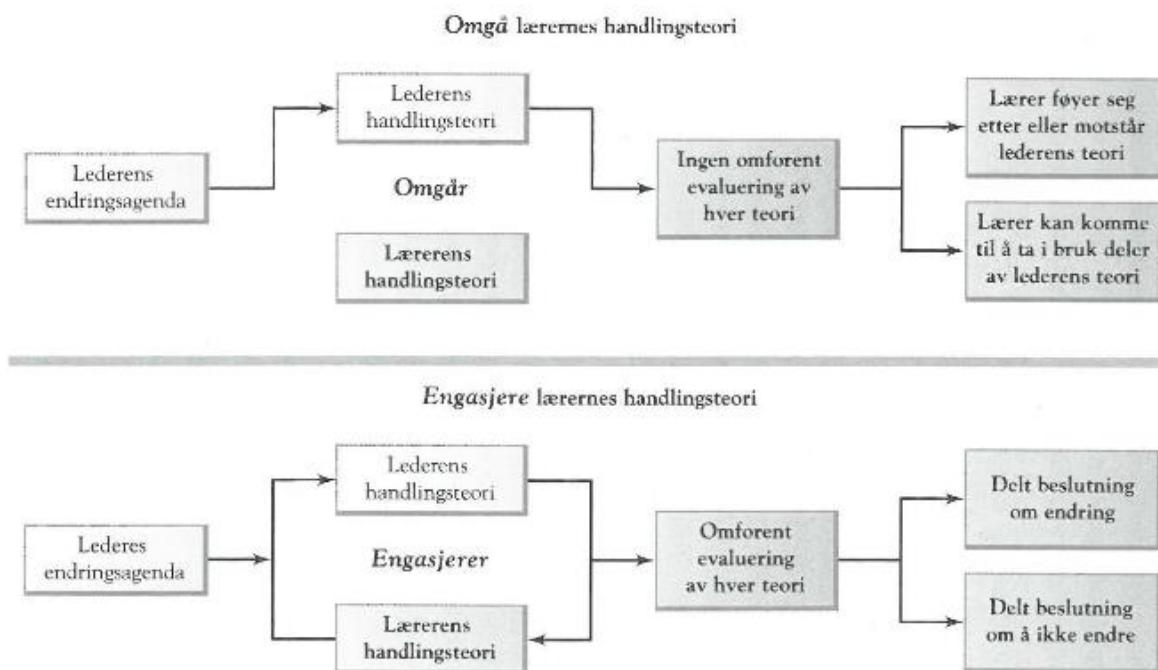 Omgå lærernes handlingsteori
Lederens
endringsagenda
Lederens
handlingsteori
Omgår
Lærerens
handlingsteori
Ingen omforent
evaluering av
hver teori
Lærer føyer seg
etter eller motstår
lederens teori
Lærer kan komme
til å ta i bruk deler
av lederens teori
Engasjere lærernes handlingsteori
Lederes
endringsagenda
Lederens
handlingsteori
Engasjerer
Lærerens
handlingsteori
Omforent
evaluering
av hver teori
Delt beslutning
om endring
Delt beslutning
om å ikke endre